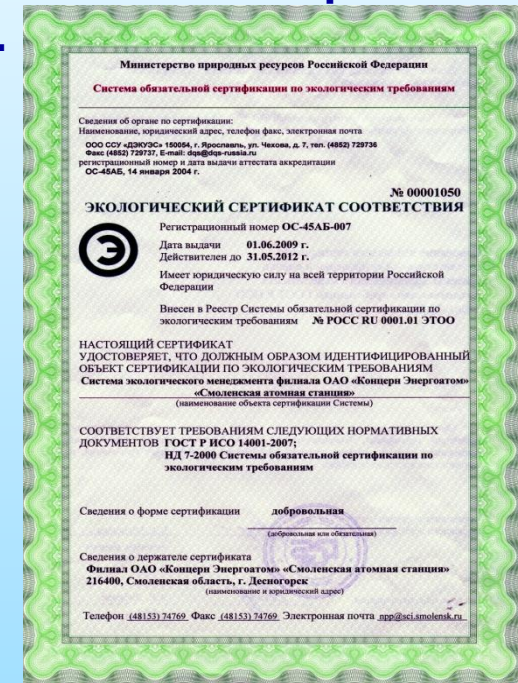 Министерство природных ресурсов Российской Федерации
Система обязательной сертификации по экологическим требованиям
Сведения об органе по сертификации:
Наименование, юридический адрес, телефон факс, электронная почта
ООО ССУ «ДЭКУЭС» 150054, г. Ярославль, ул. Чехова, д. 7, тел. (4852) 729736
Факс (4852) 729737, E-mail: dqs@dqs-russia.ru
регистрационный номер и дата выдачи аттестата аккредитации
ОС-45АБ, 14 января 2004 г.
№ 00001050
ЭКОЛОГИЧЕСКИЙ СЕРТИФИКАТ СООТВЕТСТВИЯ
Э
Регистрационный номер ОС-45АБ-007
Дата выдачи 01.06.2009 г.
Действителен до 31.05.2012 г.
Имеет юридическую силу на всей территории Российской
Федерации
Внесен в Реестр Системы обязательной сертификации по
экологическим требованиям № РОСС RU 0001.01 ЭТОО
НАСТОЯЩИЙ СЕРТИФИКАТ
УДОСТОВЕРЯЕТ, ЧТО ДОЛЖНЫМ ОБРАЗОМ ИДЕНТИФИЦИРОВАННЫЙ
ОБЪЕКТ СЕРТИФИКАЦИИ ПО ЭКОЛОГИЧЕСКИМ ТРЕБОВАНИЯМ
Система экологического менеджмента филиала ОАО «Концерн Энергоатом»
«Смоленская атомная станция»
(наименование объекта сертификации Системы)
СООТВЕТСТВУЕТ ТРЕБОВАНИЯМ СЛЕДУЮЩИХ НОРМАТИВНЫХ
ДОКУМЕНТОВ ГОСТ Р ИСО 14001-2007;
НД 7-2000 Системы обязательной сертификации по
экологическим требованиям
Сведения о форме сертификации добровольная
(добровольная или обязательная)
Сведения о держателе сертификата
Филиал ОАО «Концерн Энергоатом» «Смоленская атомная станция»
216400, Смоленская область, г. Десногорск
(наименование и юридический адрес)
Телефон (48153) 74769 Факс (48153) 74769 Электронная почта npp@sci.smolensk.ru